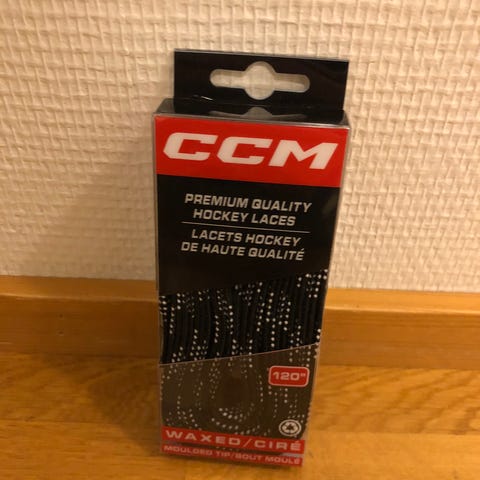 CCM
PREMIUM QUALITY
HOCKEY LACES
LACETS HOCKEY
DE HAUTE QUALITÉ
120"
WAXED/CIRÉ
MOULDED TIP/BOUT MOULÉ